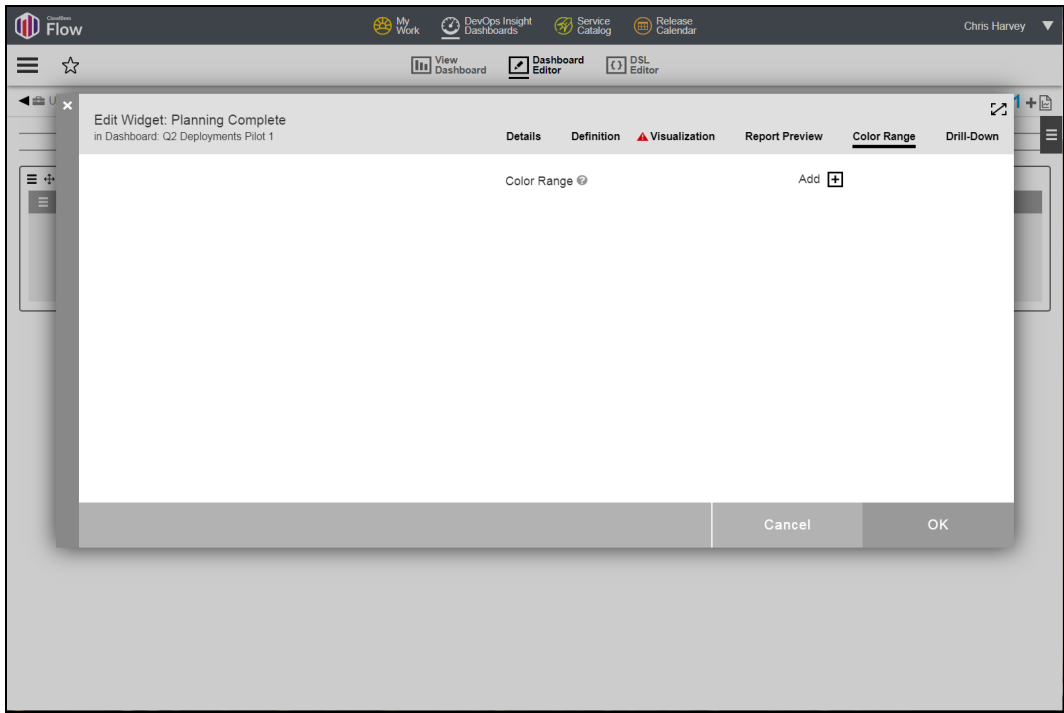 CloudBees
Flow
My
Work
DevOps Insight
Dashboards
Service
Catalog
Release
Calendar
Chris Harvey
View
Dashboard
Dashboard
Editor
DSL
Editor
Edit Widget: Planning Complete
in Dashboard: Q2 Deployments Pilot 1
Details Definition Visualization Report Preview Color Range Drill-Down
Color Range
Add
Cancel OK